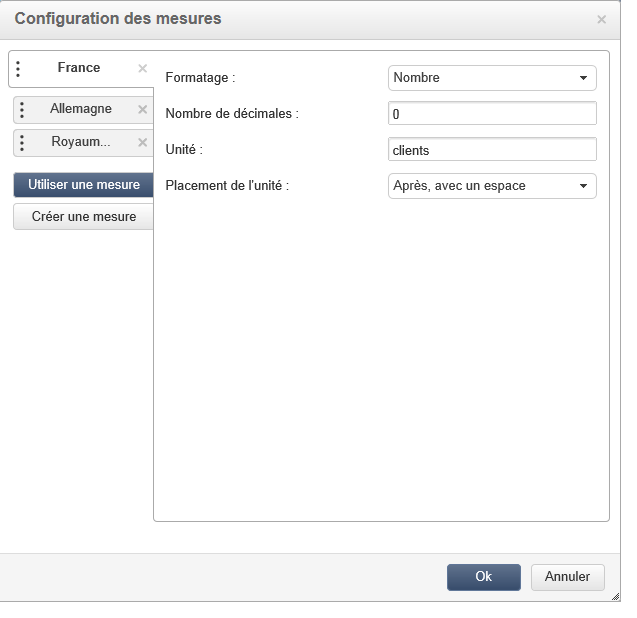 Configuration des mesures
France
Allemagne
Royaum...
Utiliser une mesure
Créer une mesure
Formatage : Nombre
Nombre de décimales : 0
Unité : clients
Placement de l'unité : Après, avec un espace
Ok Annuler